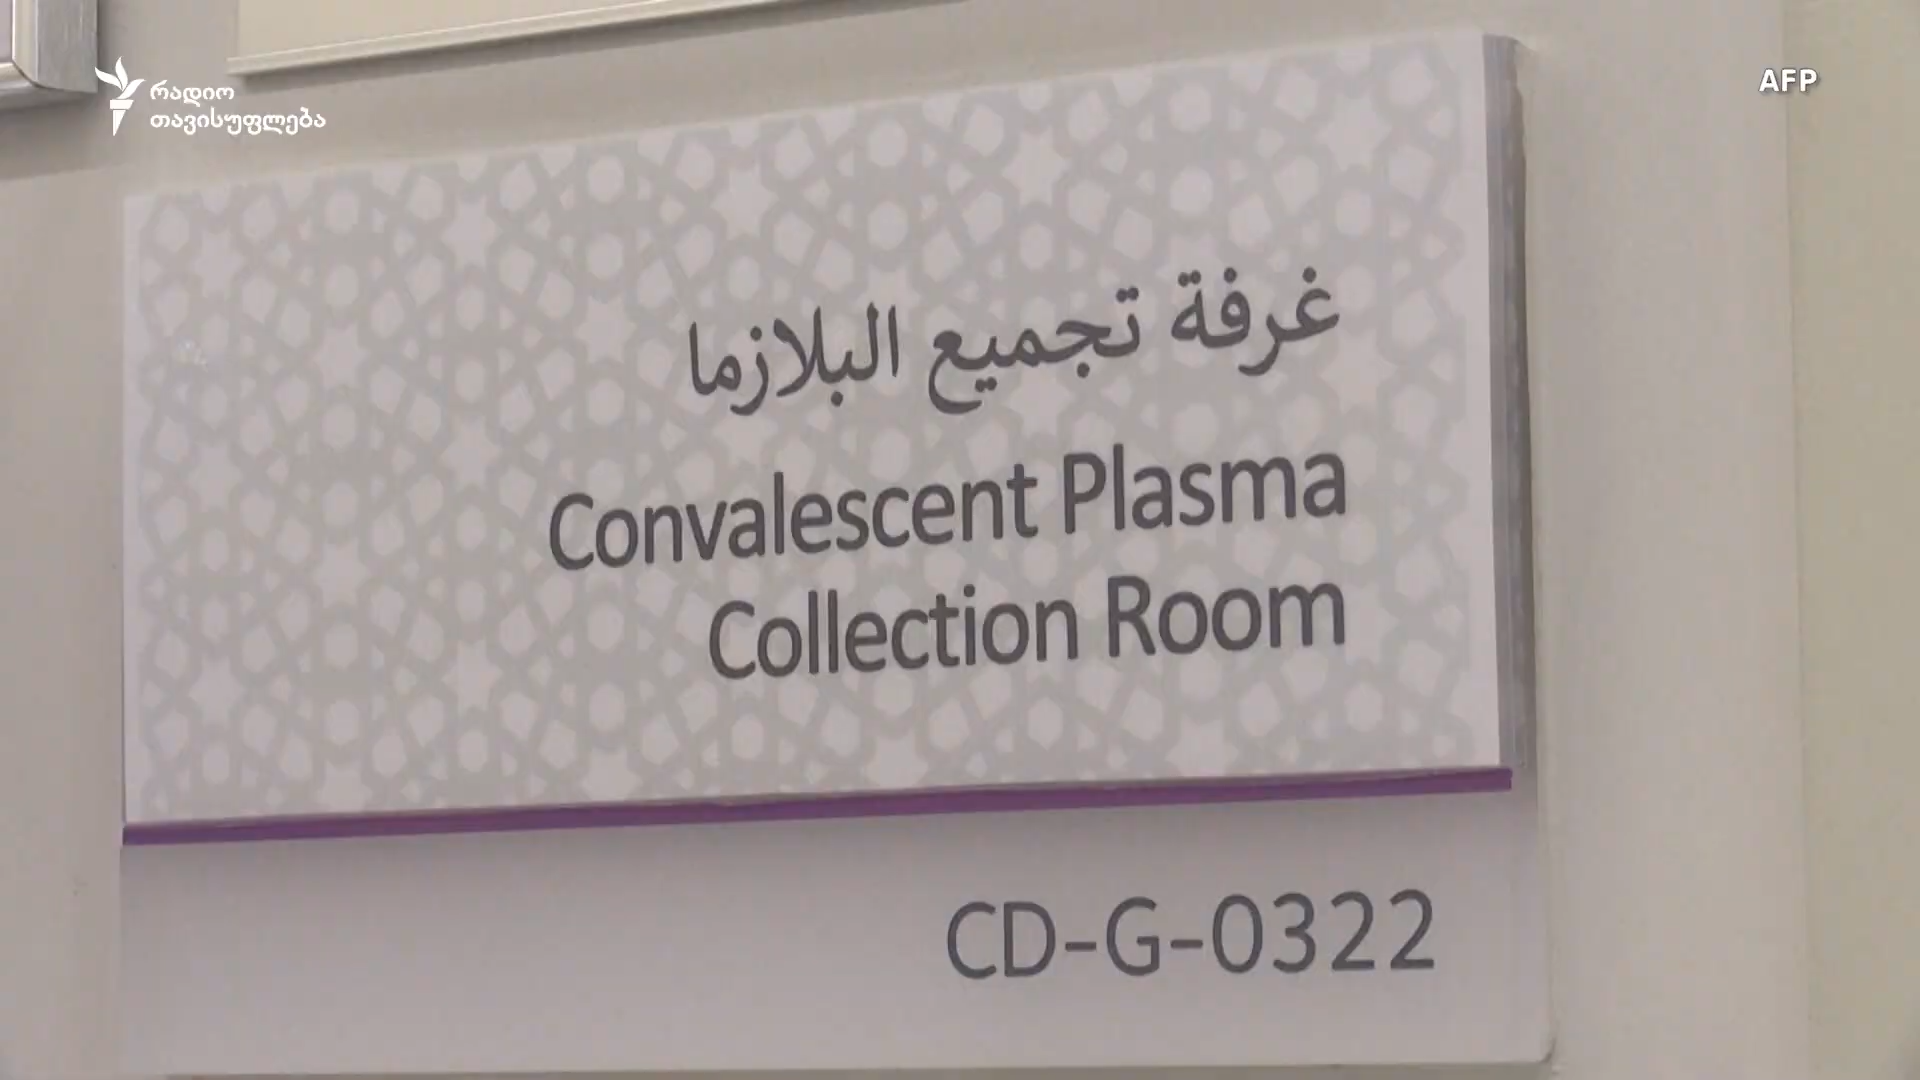 რადიო
თავისუფლება
AFP
غرفة تجميع البلازما
Convalescent Plasma
Collection Room
CD-G-0322